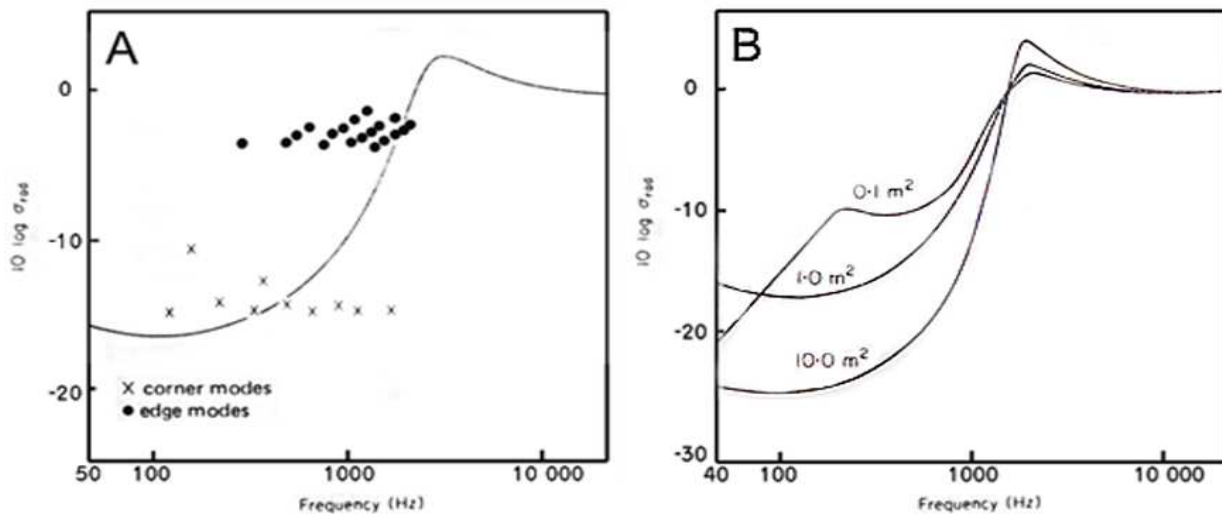 A
0
-10
-20
10 log σrad
x corner modes
● edge modes
50 100 1000 10 000
Frequency (Hz)
B
0
-10
-20
-30
10 log σrad
0·1 m²
1·0 m²
10·0 m²
40 100 1000 10 000
Frequency (Hz)